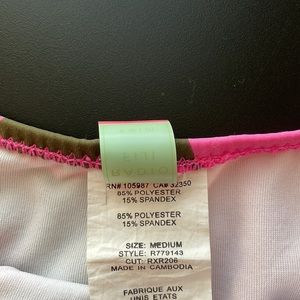 RN# 105987 CA# 32350
85% POLYESTER
15% SPANDEX
85% POLYESTER
15% SPANDEX
SIZE: MEDIUM
STYLE: R779143
CUT: RXR206
MADE IN CAMBODIA
FABRIQUE AUX
UNIS ETATS